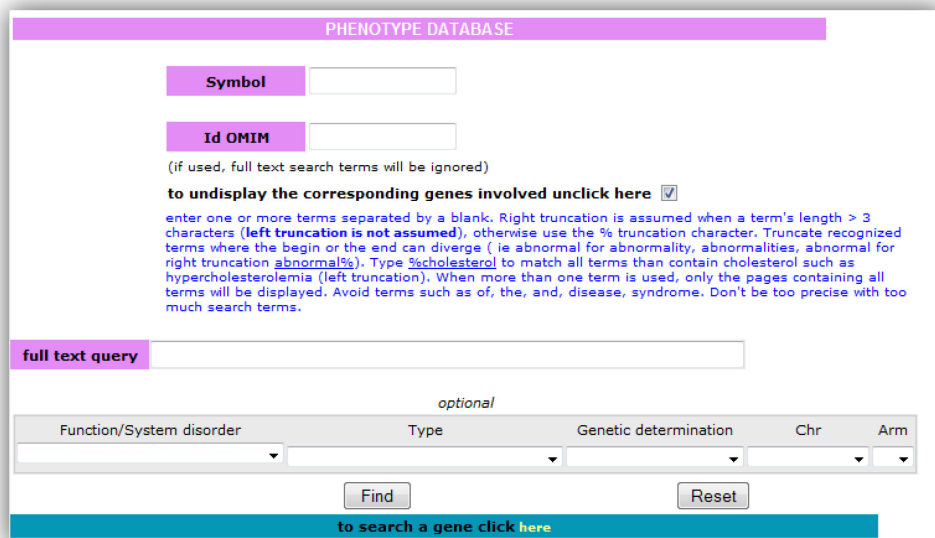 PHENOTYPE DATABASE
Symbol
Id OMIM
(if used, full text search terms will be ignored)
to undisplay the corresponding genes involved unclick here
enter one or more terms separated by a blank. Right truncation is assumed when a term's length > 3
characters (left truncation is not assumed), otherwise use the % truncation character. Truncate recognized
terms where the begin or the end can diverge ( ie abnormal for abnormality, abnormalities, abnormal for
right truncation abnormal%). Type %cholesterol to match all terms than contain cholesterol such as
hypercholesterolemia (left truncation). When more than one term is used, only the pages containing all
terms will be displayed. Avoid terms such as of, the, and, disease, syndrome. Don't be too precise with too
much search terms.
full text query
optional
Function/System disorder Type Genetic determination Chr Arm
Find Reset
to search a gene click here